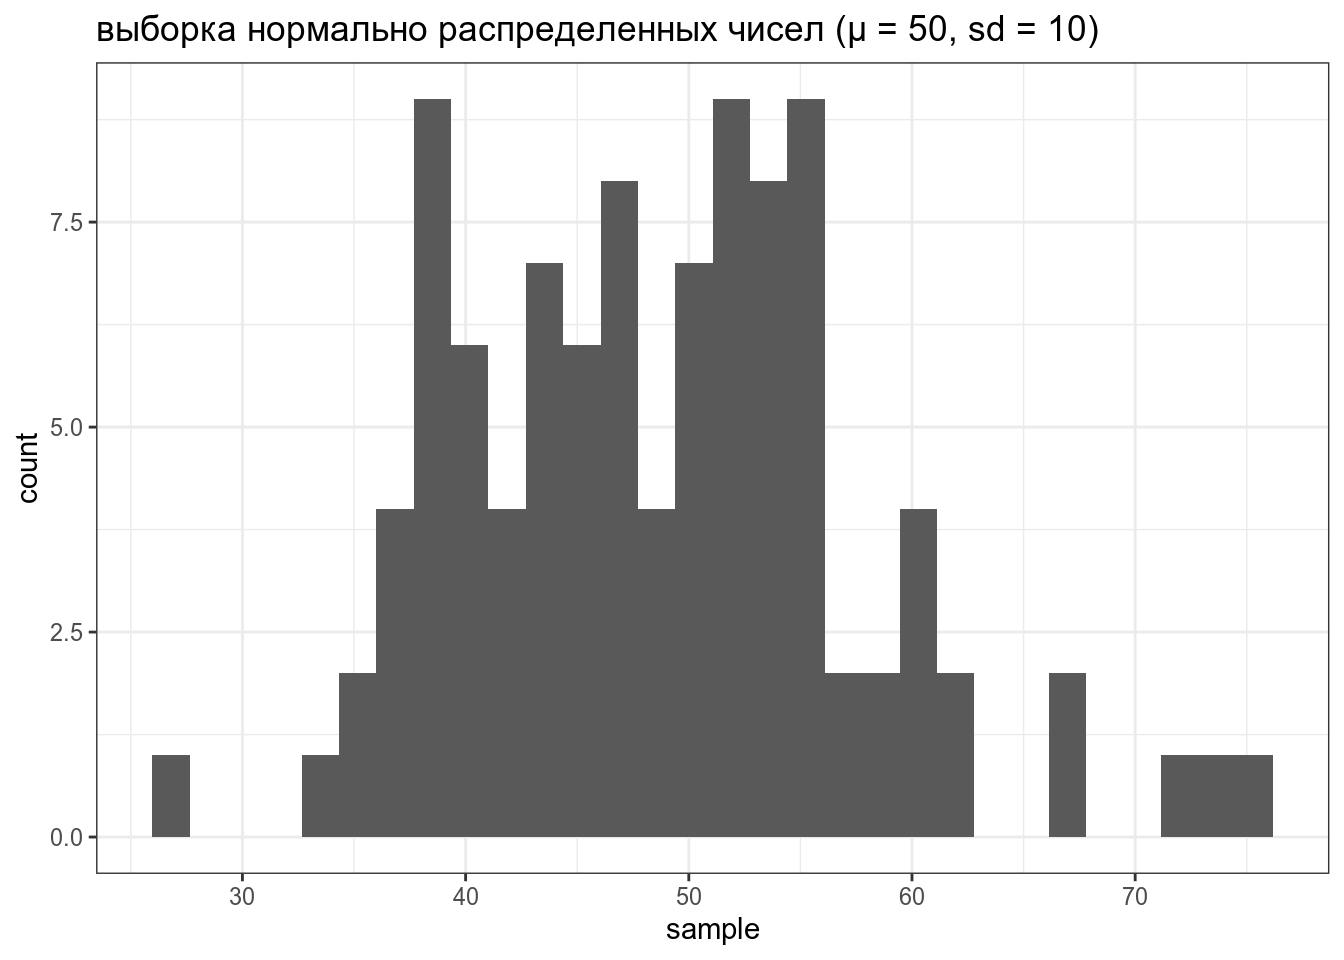 выборка нормально распределенных чисел (μ = 50, sd = 10)
7.5
5.0
2.5
0.0
count
30 40 50 60 70
sample